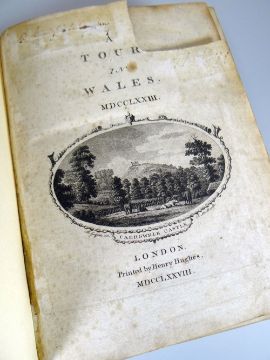 A
TOUR
IN
WALES.
MDCCLXXIII.
LONDON.
Printed by Henry Hughes.
MDCCLXXVIII.